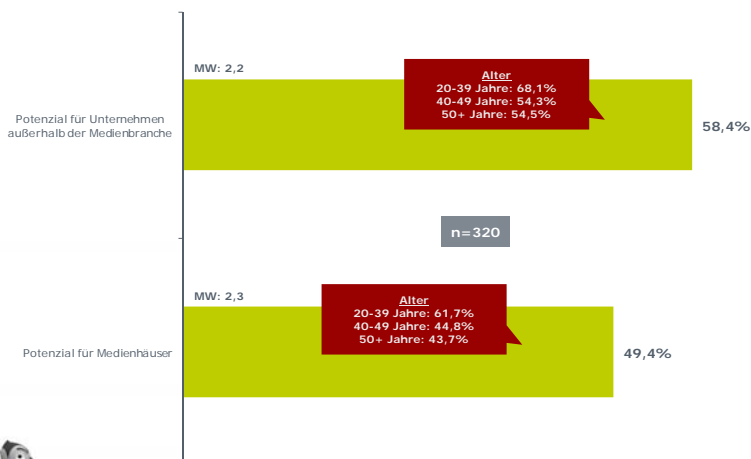 MW: 2,2
Alter
20-39 Jahre: 68,1%
40-49 Jahre: 54,3%
50+ Jahre: 54,5%
Potenzial für Unternehmen
außerhalb der Medienbranche
58,4%
n=320
MW: 2,3
Alter
20-39 Jahre: 61,7%
40-49 Jahre: 44,8%
50+ Jahre: 43,7%
Potenzial für Medienhäuser
49,4%